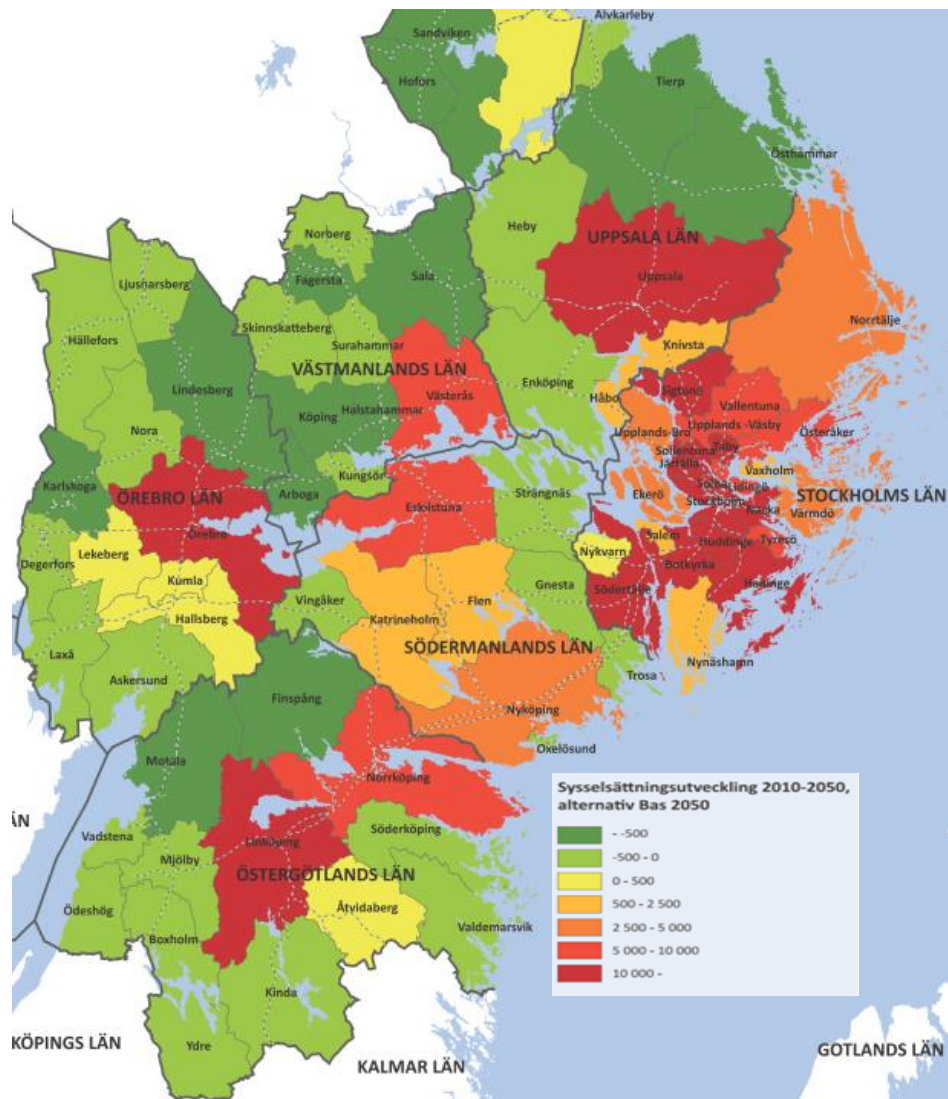 Älvkarleby
Sandviken
Hofors
Tierp
Östhammar
Heby
Norberg
UPPSALA LÄN
Ljusnarsberg
Fagersta
Sala
Uppsala
Norrtälje
Hällefors
Skinnskatteberg
Surahammar
Knivsta
VÄSTMANLANDS LÄN
Enköping
Håbo
Sigtuna
Lindesberg
Köping
Hallstahammar
Västerås
Vallentuna
Upplands-Väsby
Upplands-Bro
Österåker
Nora
Sollentuna
Täby
Järfälla
Kungsör
Vaxholm
Karlskoga
ÖREBRO LÄN
Arboga
Strängnäs
Ekerö
Solna
Lidingö
STOCKHOLMS LÄN
Stockholm
Nacka
Värmdö
Örebro
Eskilstuna
Salem
Huddinge
Tyresö
Lekeberg
Nykvarn
Botkyrka
Degerfors
Kumla
Gnesta
Södertälje
Haninge
Vingåker
Flen
Hallsberg
Katrineholm
SÖDERMANLANDS LÄN
Laxå
Nynäshamn
Askersund
Trosa
Finspång
Nyköping
Oxelösund
Motala
Norrköping
Sysselsättningsutveckling 2010-2050,
alternativ Bas 2050
- -500
-500 - 0
0 - 500
500 - 2 500
2 500 - 5 000
5 000 - 10 000
10 000 -
ÄN
Vadstena
Söderköping
Linköping
Mjölby
ÖSTERGÖTLANDS LÄN
Ödeshög
Åtvidaberg
Boxholm
Valdemarsvik
Kinda
KÖPINGS LÄN
Ydre
KALMAR LÄN
GOTLANDS LÄN